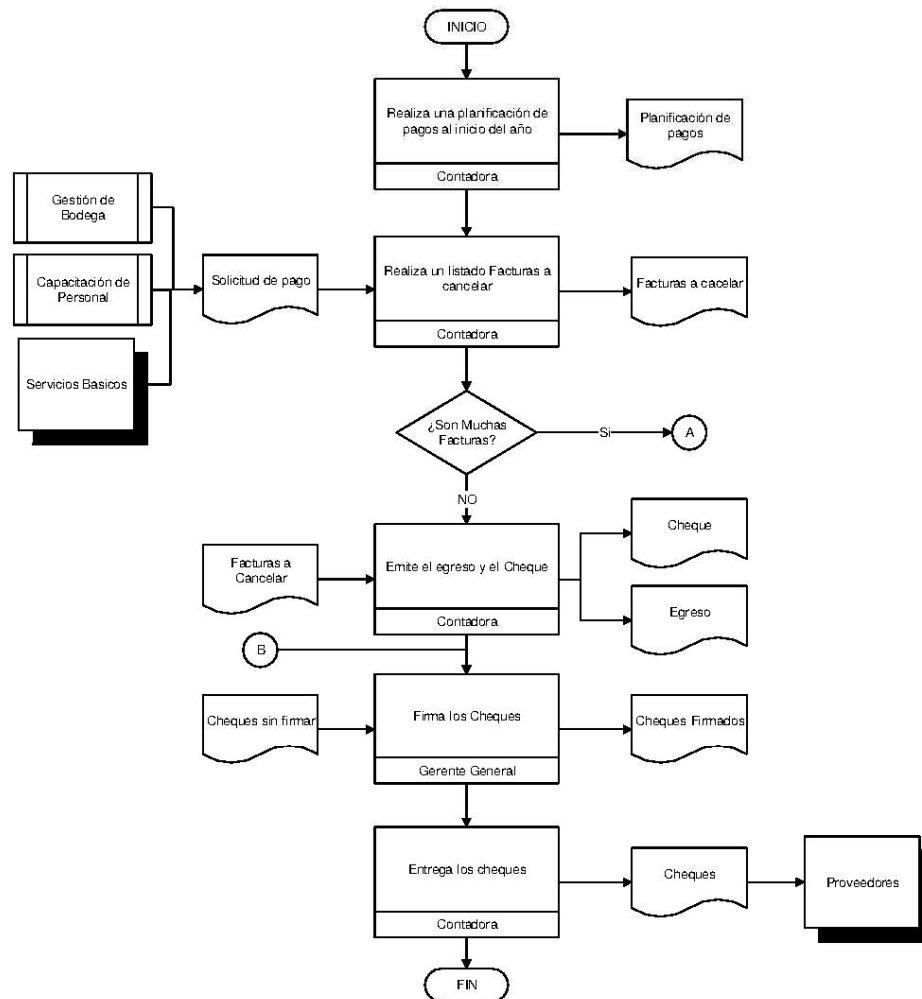 INICIO
Realiza una planificación de
pagos al inicio del año
Contadora
Planificación de
pagos
Gestión de
Bodega
Capacitación de
Personal
Servicios Basicos
Solicitud de pago
Realiza un listado Facturas a
cancelar
Contadora
Facturas a cacelar
¿Son Muchas
Facturas?
Si
A
NO
Facturas a
Cancelar
Emite el egreso y el Cheque
Contadora
Cheque
Egreso
B
Cheques sin firmar
Firma los Cheques
Gerente General
Cheques Firmados
Entrega los cheques
Contadora
Cheques
Proveedores
FIN